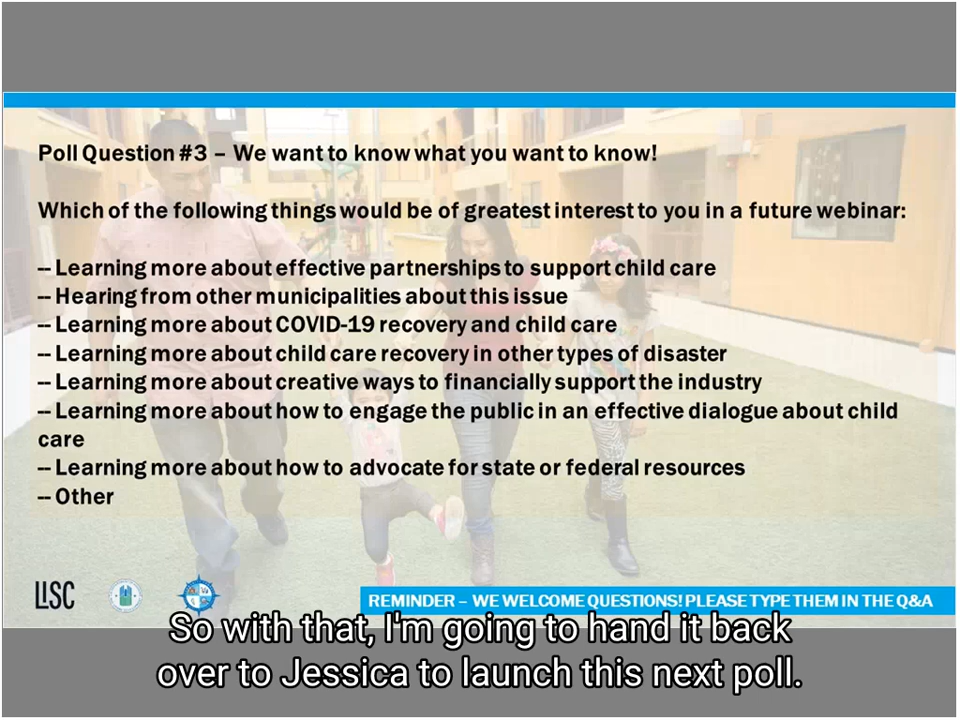 Poll Question #3 – We want to know what you want to know!
Which of the following things would be of greatest interest to you in a future webinar:
-- Learning more about effective partnerships to support child care
-- Hearing from other municipalities about this issue
-- Learning more about COVID-19 recovery and child care
-- Learning more about child care recovery in other types of disaster
-- Learning more about creative ways to financially support the industry
-- Learning more about how to engage the public in an effective dialogue about child
care
-- Learning more about how to advocate for state or federal resources
-- Other
LISC
REMINDER – WE WELCOME QUESTIONS! PLEASE TYPE THEM IN THE Q&A
So with that, I'm going to hand it back
over to Jessica to launch this next poll.